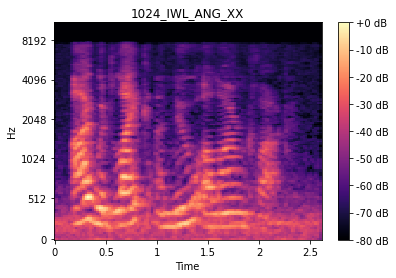 1024_IWL_ANG_XX
+0 dB
8192
-10 dB
4096
-20 dB
-30 dB
2048
-40 dB
Hz
1024
-50 dB
512
-60 dB
-70 dB
0
-80 dB
0 0.5 1 1.5 2 2.5
Time